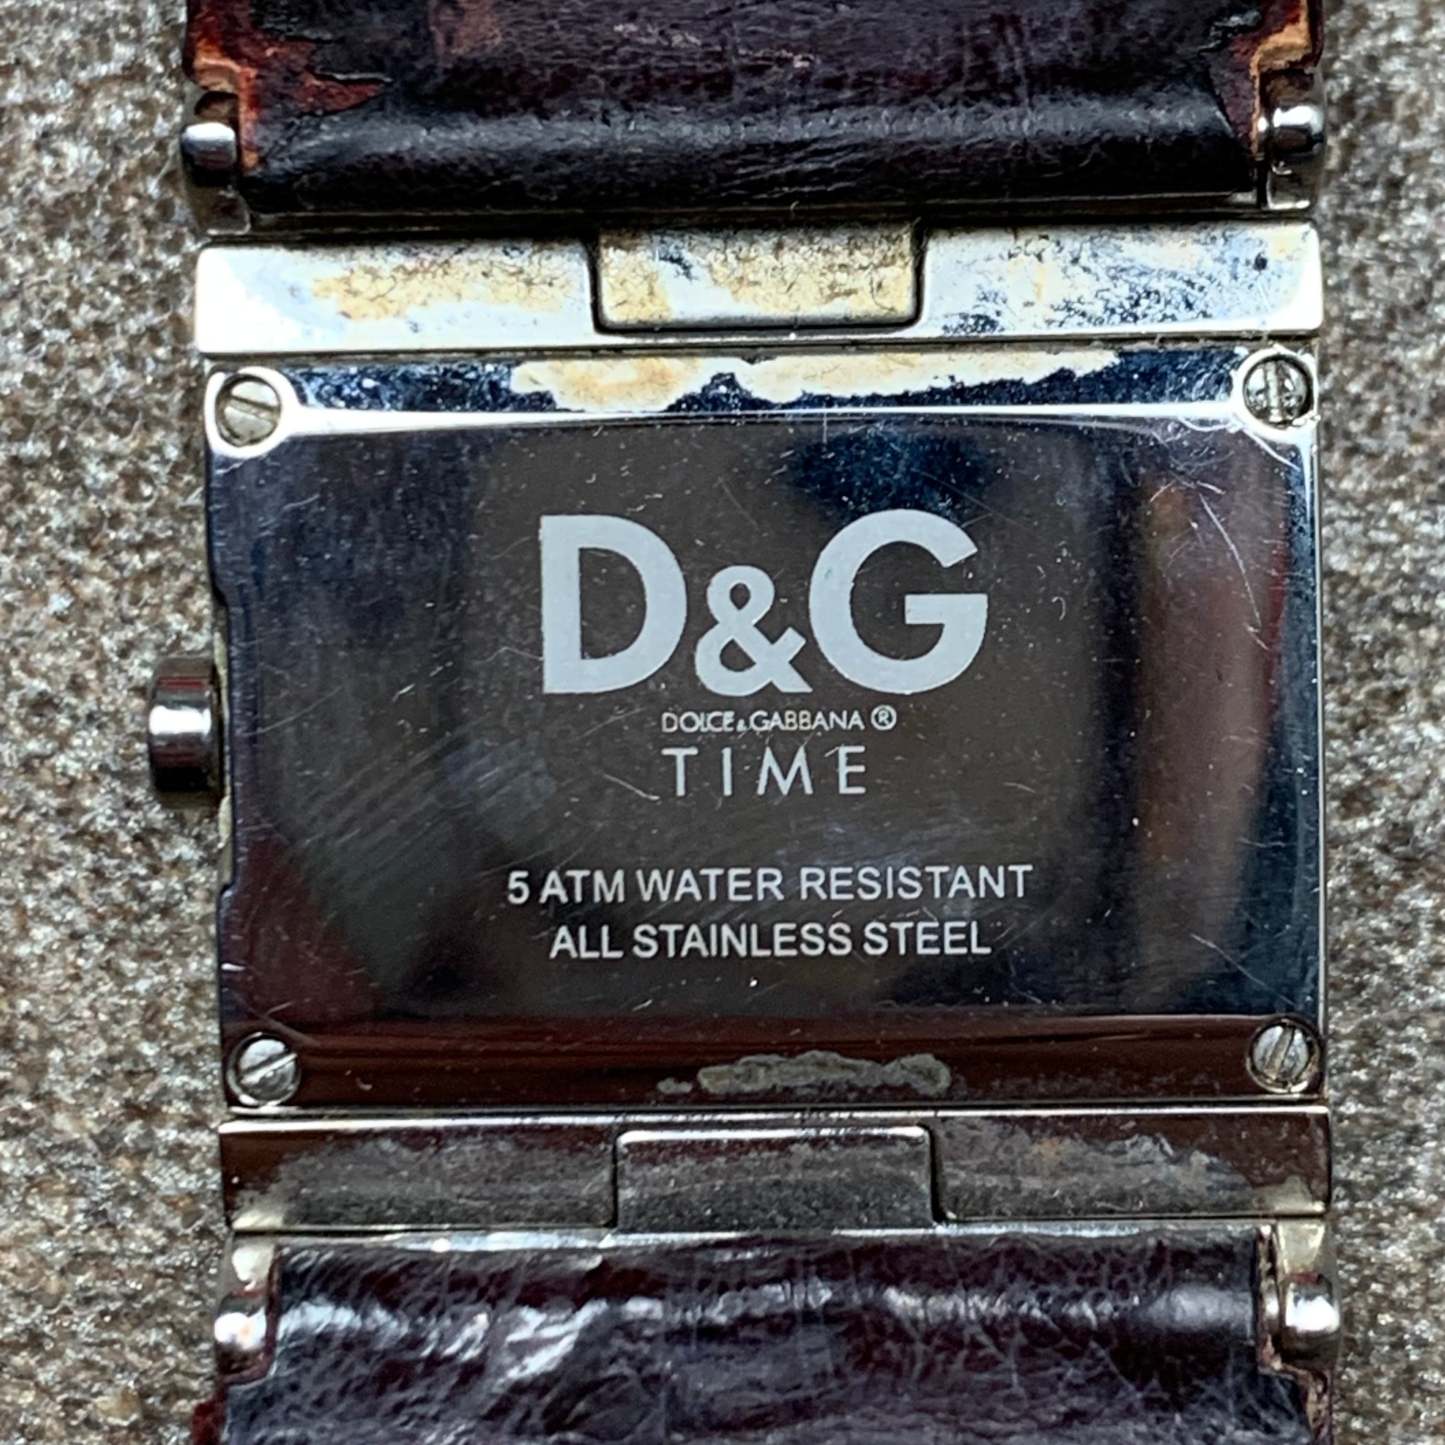 D&G
DOLCE & GABBANA ®
TIME
5 ATM WATER RESISTANT
ALL STAINLESS STEEL